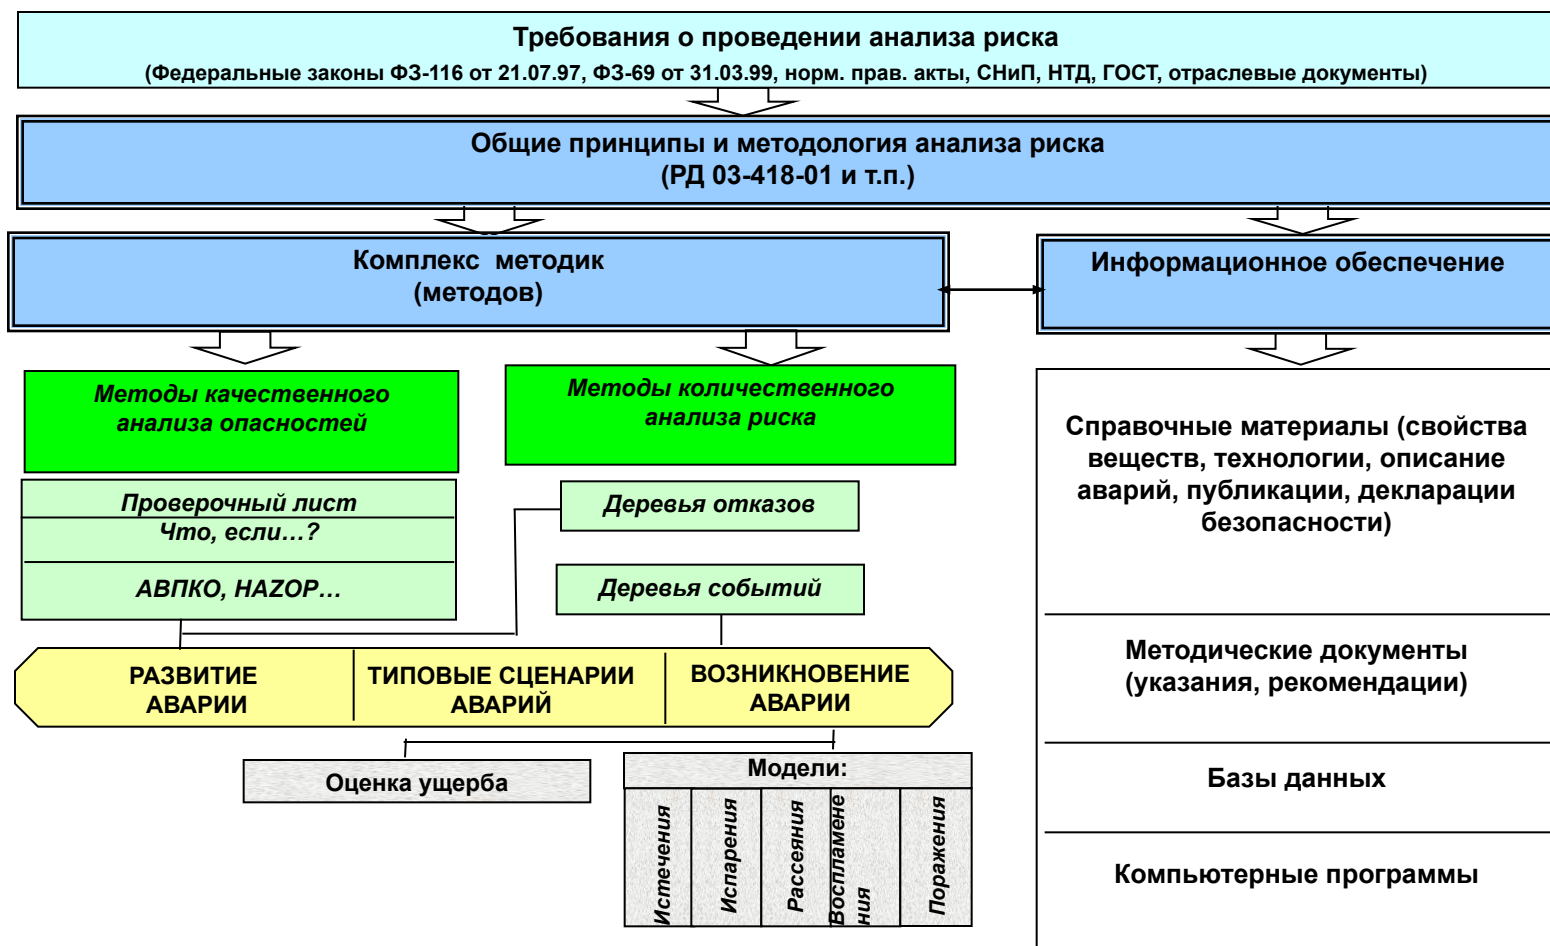 Требования о проведении анализа риска
(Федеральные законы ФЗ-116 от 21.07.97, ФЗ-69 от 31.03.99, норм. прав. акты, СНиП, НТД, ГОСТ, отраслевые документы)
Общие принципы и методология анализа риска
(РД 03-418-01 и т.п.)
Комплекс методик
(методов)
Информационное обеспечение
Методы качественного
анализа опасностей
Методы количественного
анализа риска
Проверочный лист
Что, если…?
АВПКО, HAZOP…
Деревья отказов
Деревья событий
РАЗВИТИЕ
АВАРИИ
ТИПОВЫЕ СЦЕНАРИИ
АВАРИЙ
ВОЗНИКНОВЕНИЕ
АВАРИИ
Оценка ущерба
Модели:
Истечения
Испарения
Рассеяния
Воспламене
ния
Поражения
Справочные материалы (свойства
веществ, технологии, описание
аварий, публикации, декларации
безопасности)
Методические документы
(указания, рекомендации)
Базы данных
Компьютерные программы